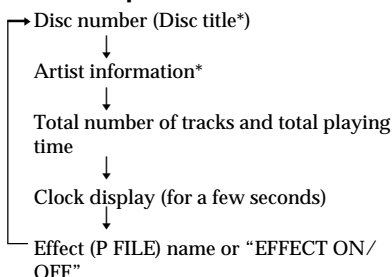 Disc number (Disc title*)
Artist information*
Total number of tracks and total playing
time
Clock display (for a few seconds)
Effect (P FILE) name or “EFFECT ON/
OFF”